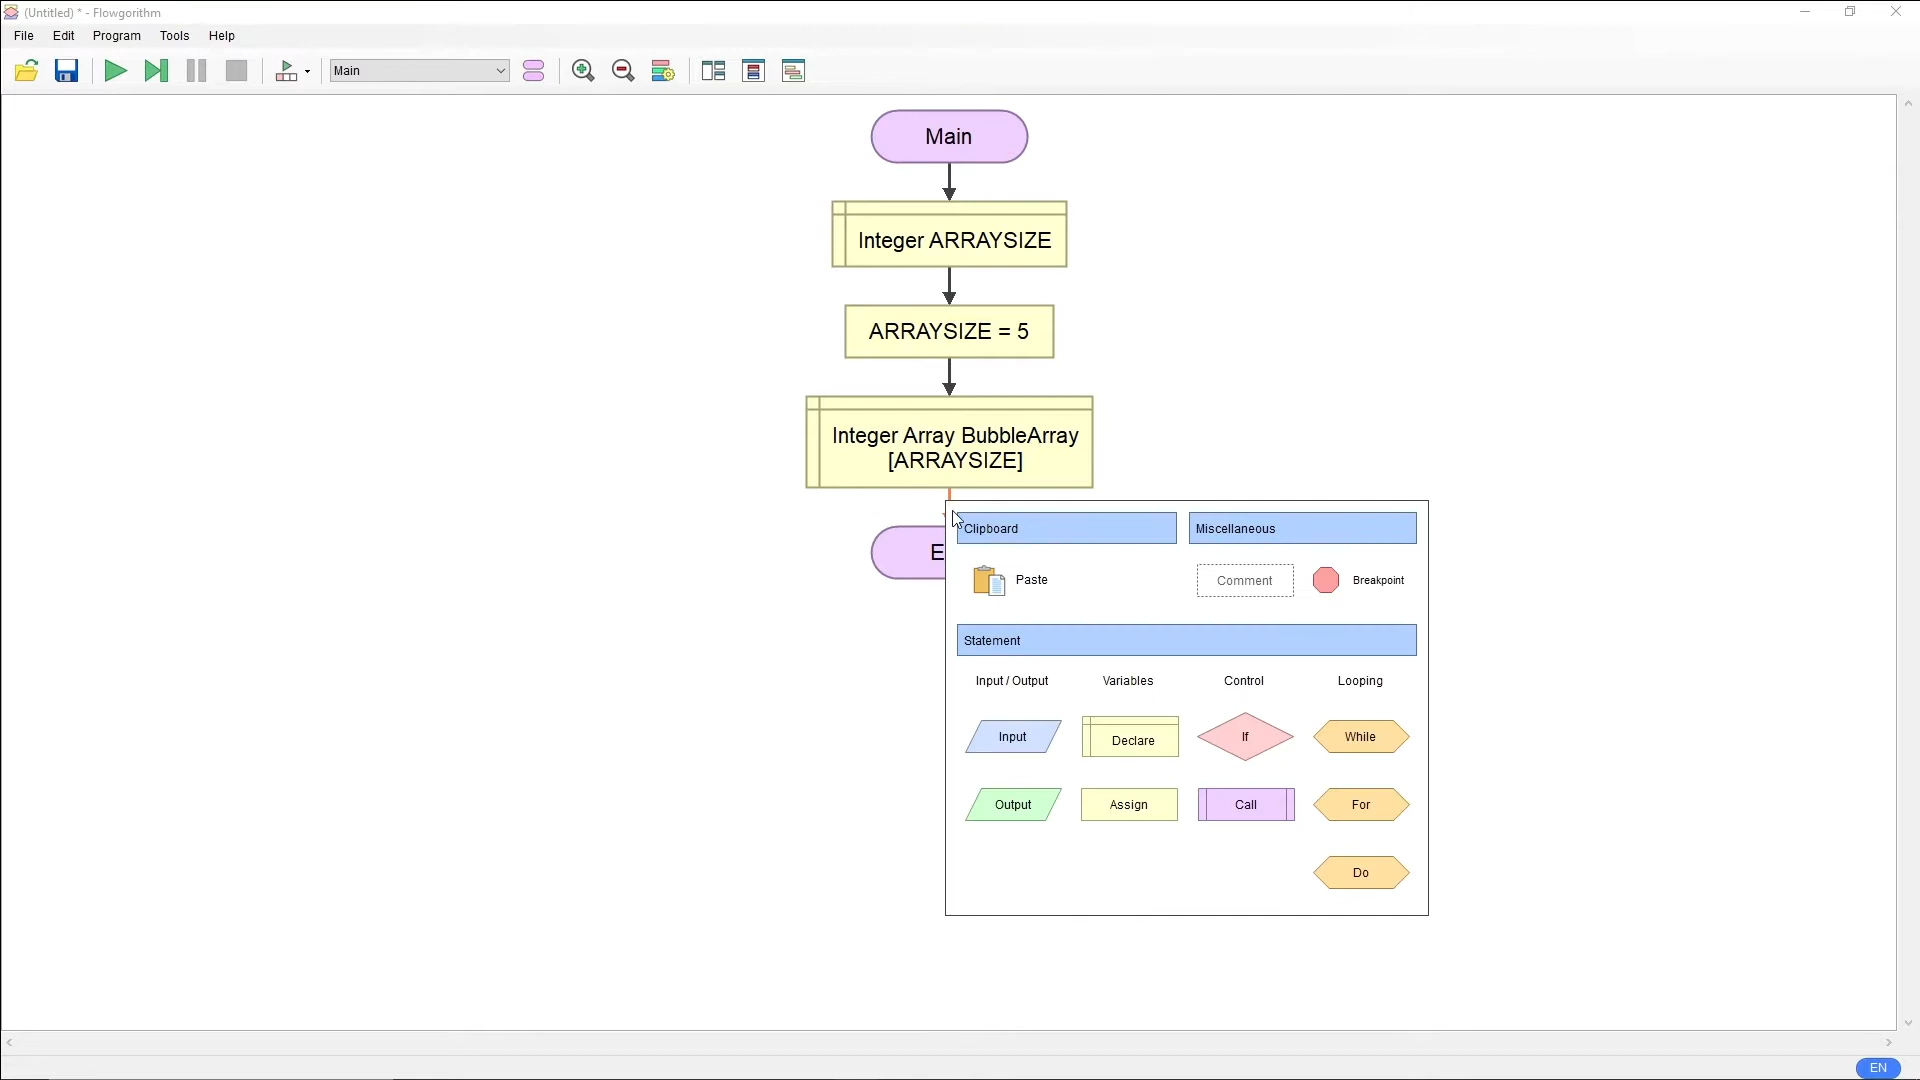 (Untitled) * - Flowgorithm
File Edit Program Tools Help
Main
Main
Integer ARRAYSIZE
ARRAYSIZE = 5
Integer Array BubbleArray
[ARRAYSIZE]
E
Clipboard Miscellaneous
Paste Comment Breakpoint
Statement
Input / Output Variables Control Looping
Input Declare If While
Output Assign Call For
Do
EN